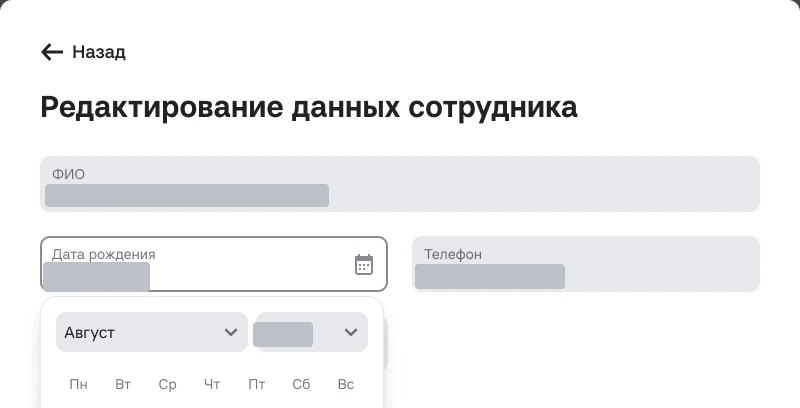 Назад
Редактирование данных сотрудника
ФИО
Дата рождения
Телефон
Август
Пн Вт Ср Чт Пт Сб Вс